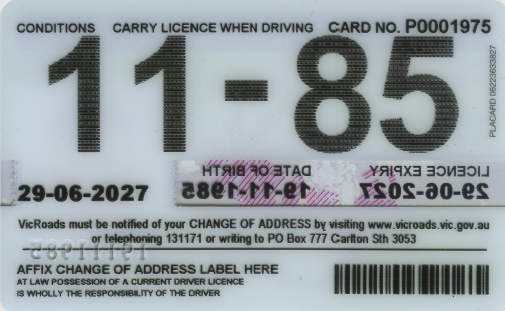 CONDITIONS CARRY LICENCE WHEN DRIVING CARD NO. P0001975
11-85
PLACARD 06223633827
DATE OF BIRTH LICENCE EXPIRY
29-06-2027 19-11-1985 29-06-2027
VicRoads must be notified of your CHANGE OF ADDRESS by visiting www.vicroads.vic.gov.au
or telephoning 131171 or writing to PO Box 777 Carlton Sth 3053
19111985
AFFIX CHANGE OF ADDRESS LABEL HERE
AT LAW POSSESSION OF A CURRENT DRIVER LICENCE
IS WHOLLY THE RESPONSIBILITY OF THE DRIVER